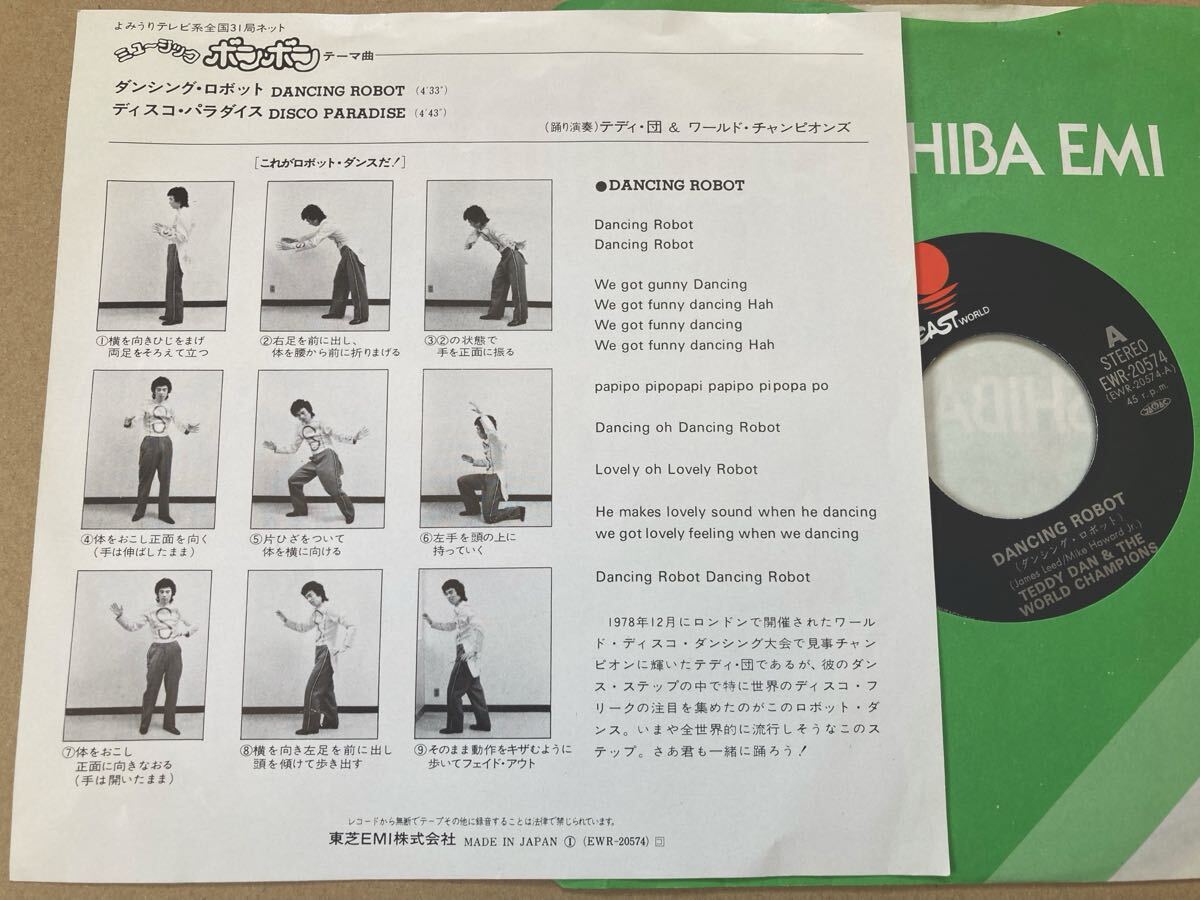 よみうりテレビ系全国31局ネット
ミュージック ボンボン テーマ曲
ダンシング・ロボット DANCING ROBOT (4'33")
ディスコ・パラダイス DISCO PARADISE (4'43")
(踊り演奏)テディ・団 & ワールド・チャンピオンズ
[これがロボット・ダンスだ!]
①横を向きひじをまげ
両足をそろえて立つ
②右足を前に出し、
体を腰から前に折りまげる
③②の状態で
手を正面に振る
④体をおこし正面を向く
(手は伸ばしたまま)
⑤片ひざをついて
体を横に向ける
⑥左手を頭の上に
持っていく
⑦体をおこし
正面に向きなおる
(手は開いたまま)
⑧横を向き左足を前に出し
頭を傾けて歩き出す
⑨そのまま動作をキザむように
歩いてフェイド・アウト
●DANCING ROBOT
Dancing Robot
Dancing Robot
We got gunny Dancing
We got funny dancing Hah
We got funny dancing
We got funny dancing Hah
papipo pipopapi papipo pipopa po
Dancing oh Dancing Robot
Lovely oh Lovely Robot
He makes lovely sound when he dancing
we got lovely feeling when we dancing
Dancing Robot Dancing Robot
1978年12月にロンドンで開催されたワール
ド・ディスコ・ダンシング大会で見事チャン
ピオンに輝いたテディ・団であるが、彼のダン
ス・ステップの中で特に世界のディスコ・フ
リークの注目を集めたのがこのロボット・ダ
ンス。いまや全世界的に流行しそうなこのス
テップ。さあ君も一緒に踊ろう!
レコードから無断でテープその他に録音することは法律で禁じられています。
東芝EMI株式会社 MADE IN JAPAN Ⓘ (EWR-20574) コ
HIBA EMI
EAST WORLD
A
STEREO
EWR-20574
(EWR-20574-A)
45 r.p.m.
DANCING ROBOT
(ダンシング・ロボット)
(James Leed/Mike Haward Jr.)
TEDDY DAN & THE
WORLD CHAMPIONS